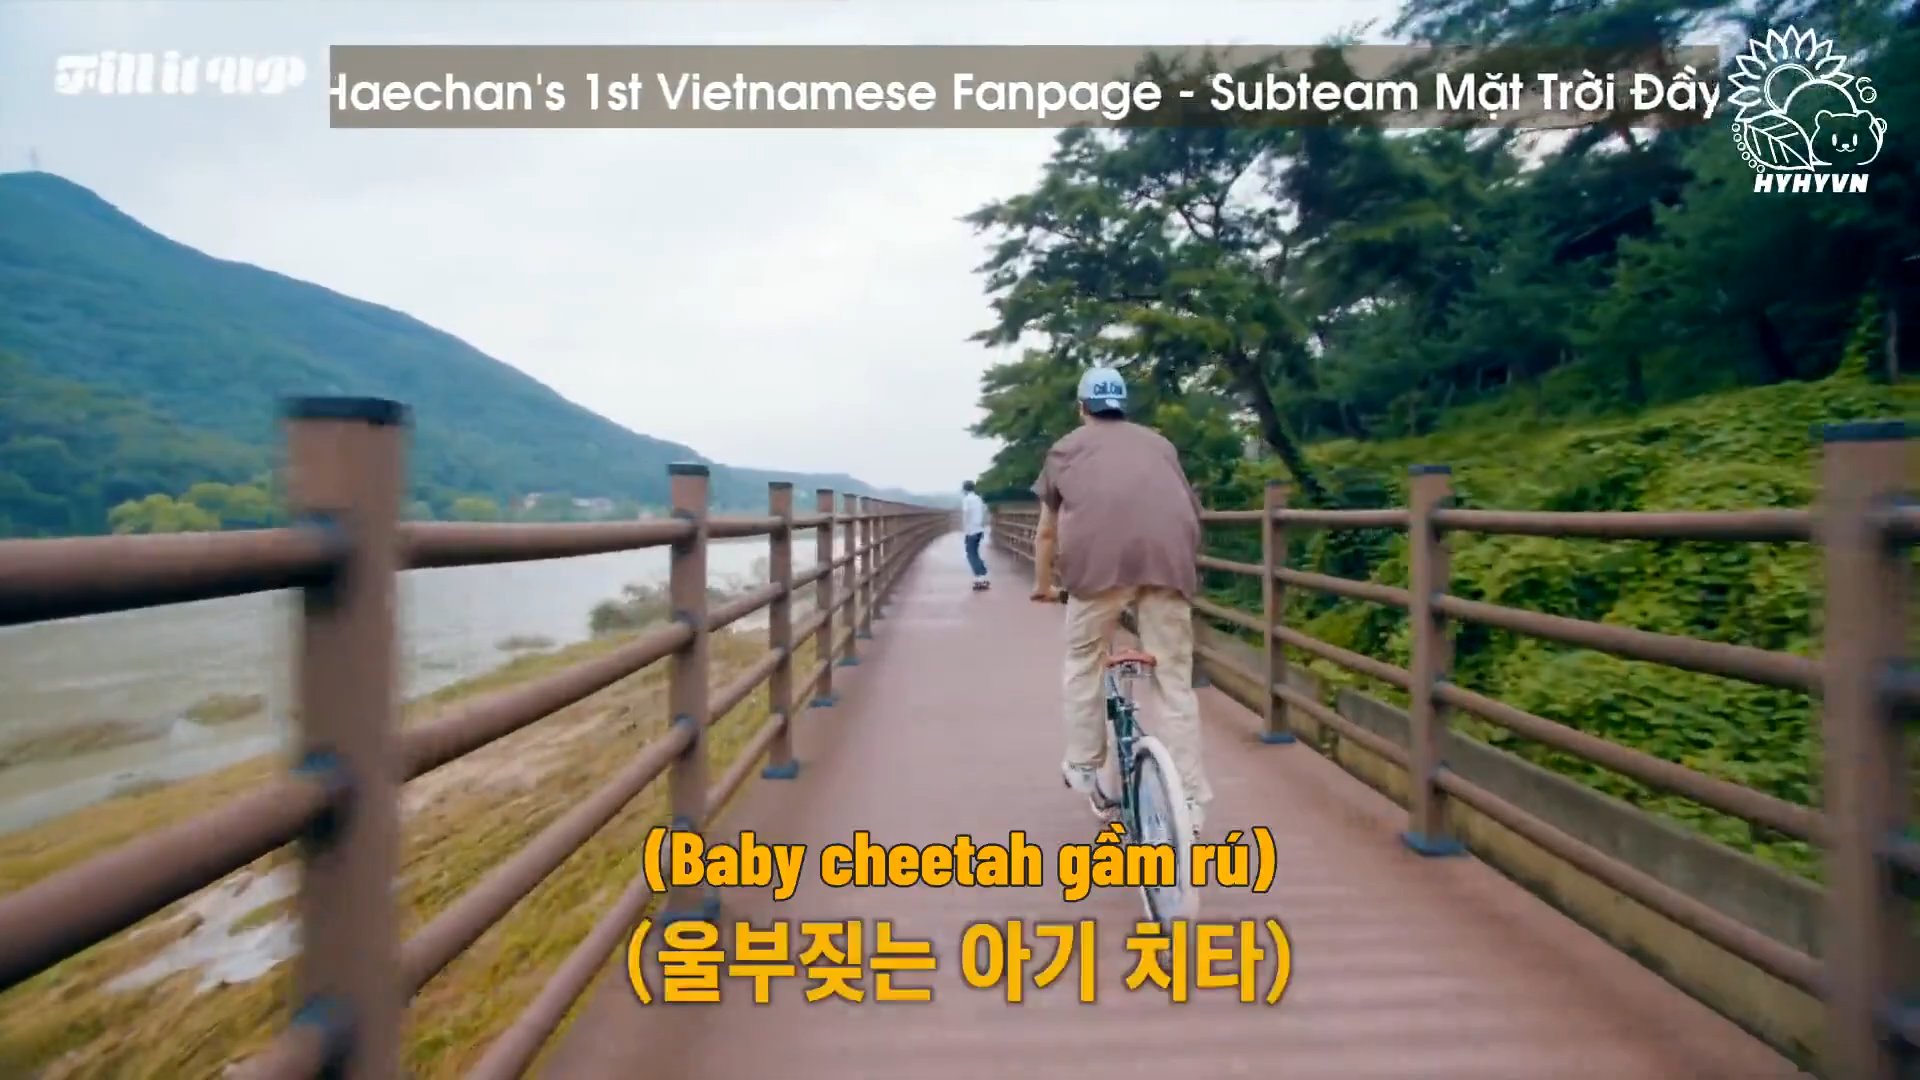 Fill it up
Haechan's 1st Vietnamese Fanpage - Subteam Mặt Trời Đầy
HYHYVN
(Baby cheetah gầm rú)
(울부짖는 아기 치타)